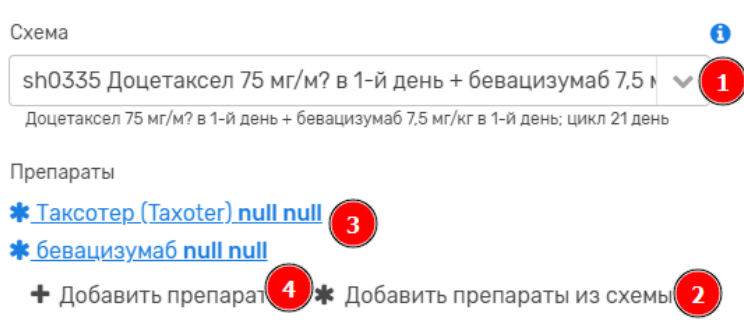 Схема
sh0335 Доцетаксел 75 мг/м? в 1-й день + бевацизумаб 7,5 1
Доцетаксел 75 мг/м? в 1-й день + бевацизумаб 7,5 мг/кг в 1-й день; цикл 21 день
Препараты
Таксотер (Taxoter) null null 3
бевацизумаб null null
+ Добавить препарат 4 Добавить препараты из схемы 2